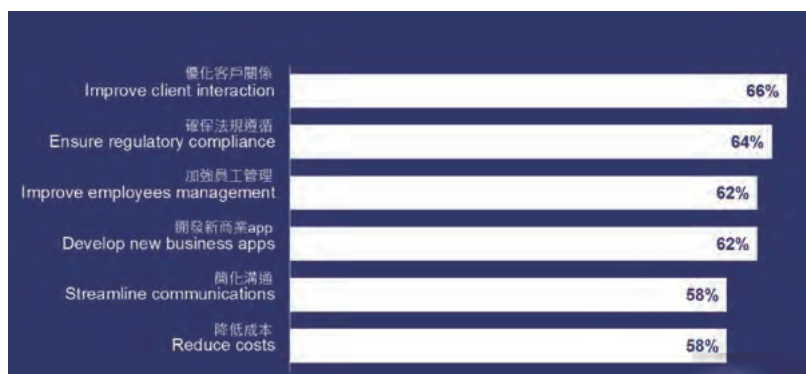 優化客戶關係
Improve client interaction
66%
確保法規遵循
Ensure regulatory compliance
64%
加強員工管理
Improve employees management
62%
開發新商業app
Develop new business apps
62%
簡化溝通
Streamline communications
58%
降低成本
Reduce costs
58%